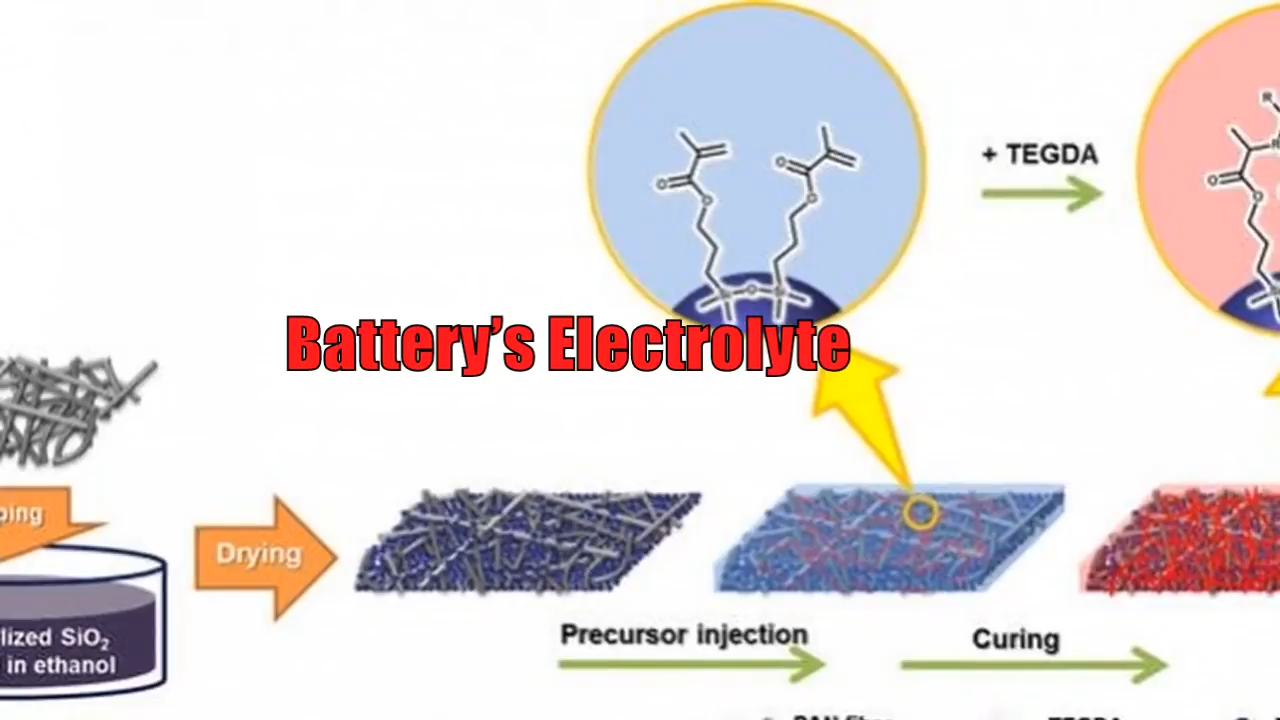 + TEGDA
Battery’s Electrolyte
Drying
lized SiO₂
in ethanol
Precursor injection
Curing